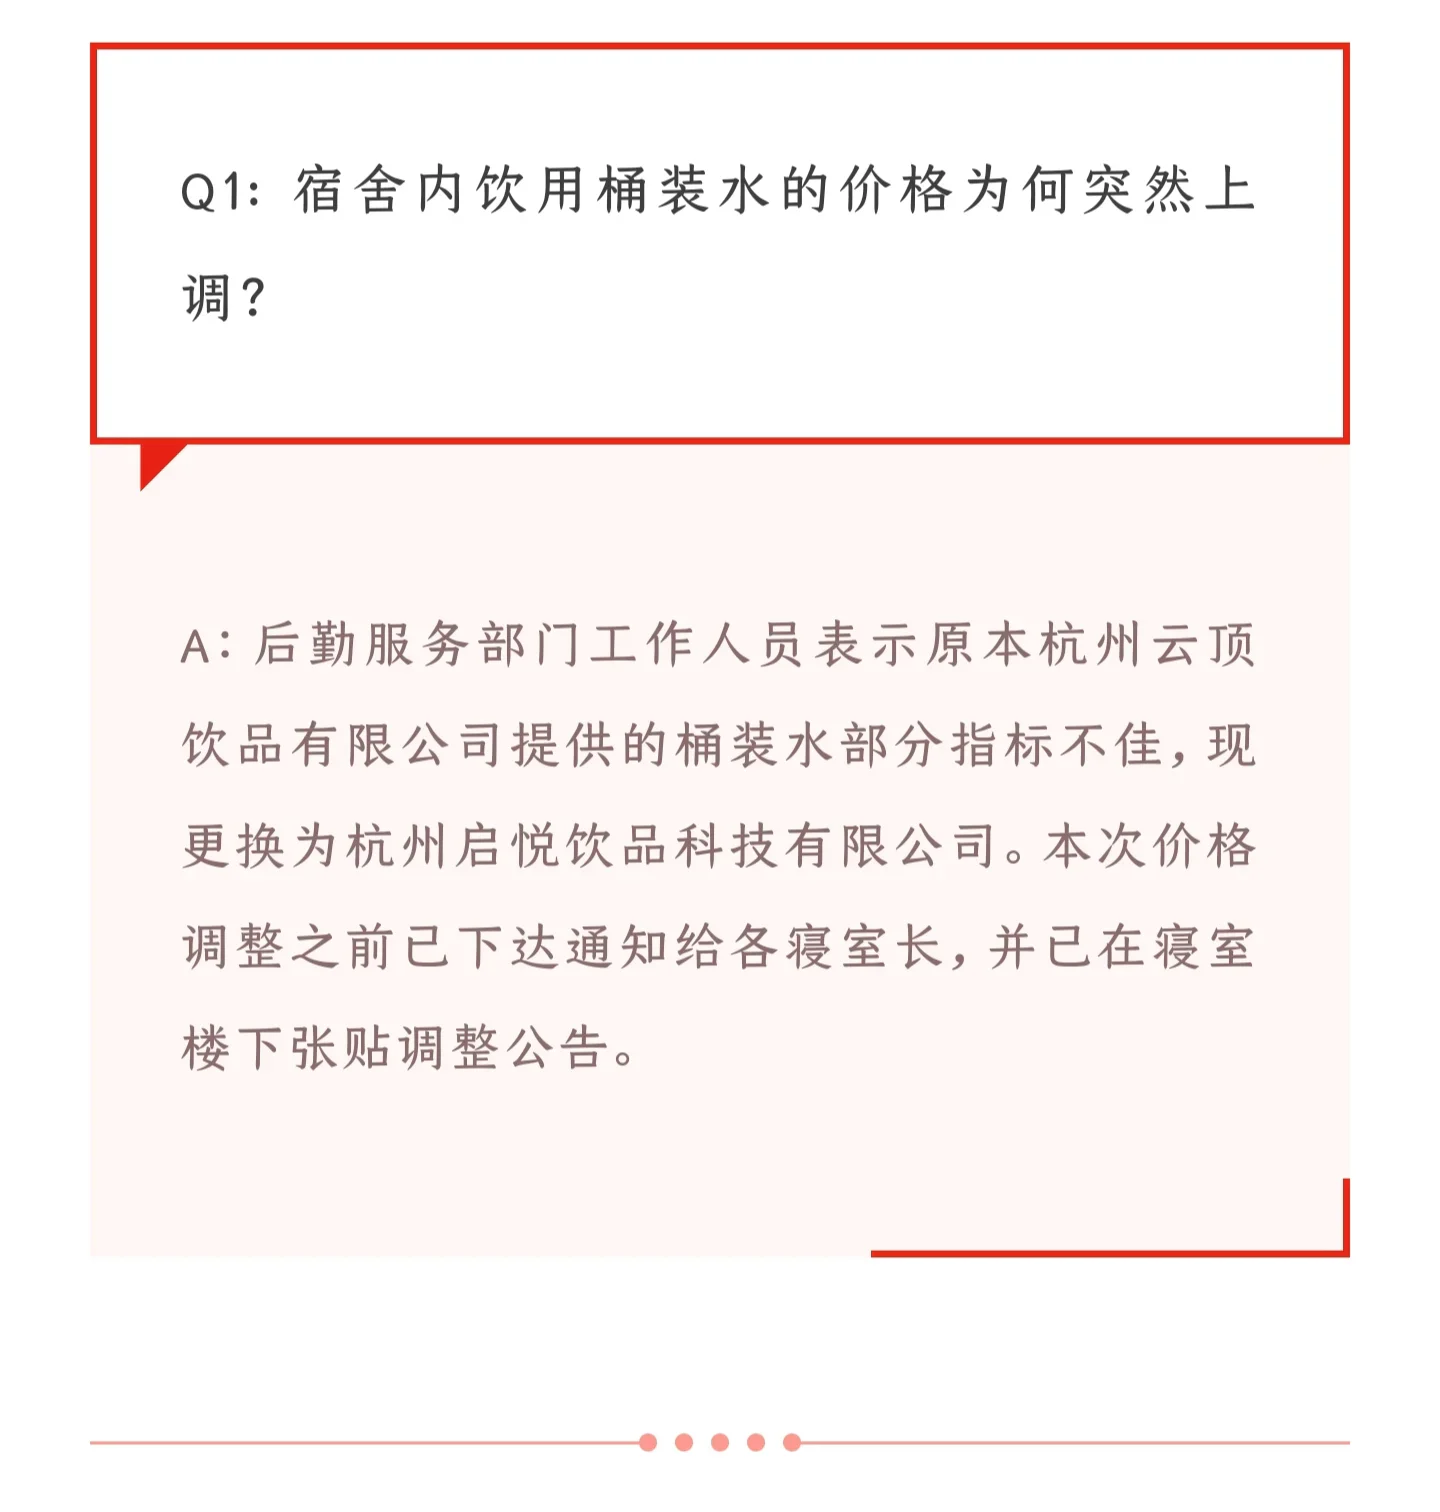 Q1：宿舍内饮用桶装水的价格为何突然上
调？
A：后勤服务部门工作人员表示原本杭州云顶
饮品有限公司提供的桶装水部分指标不佳，现
更换为杭州启悦饮品科技有限公司。本次价格
调整之前已下达通知给各寝室长，并已在寝室
楼下张贴调整公告。